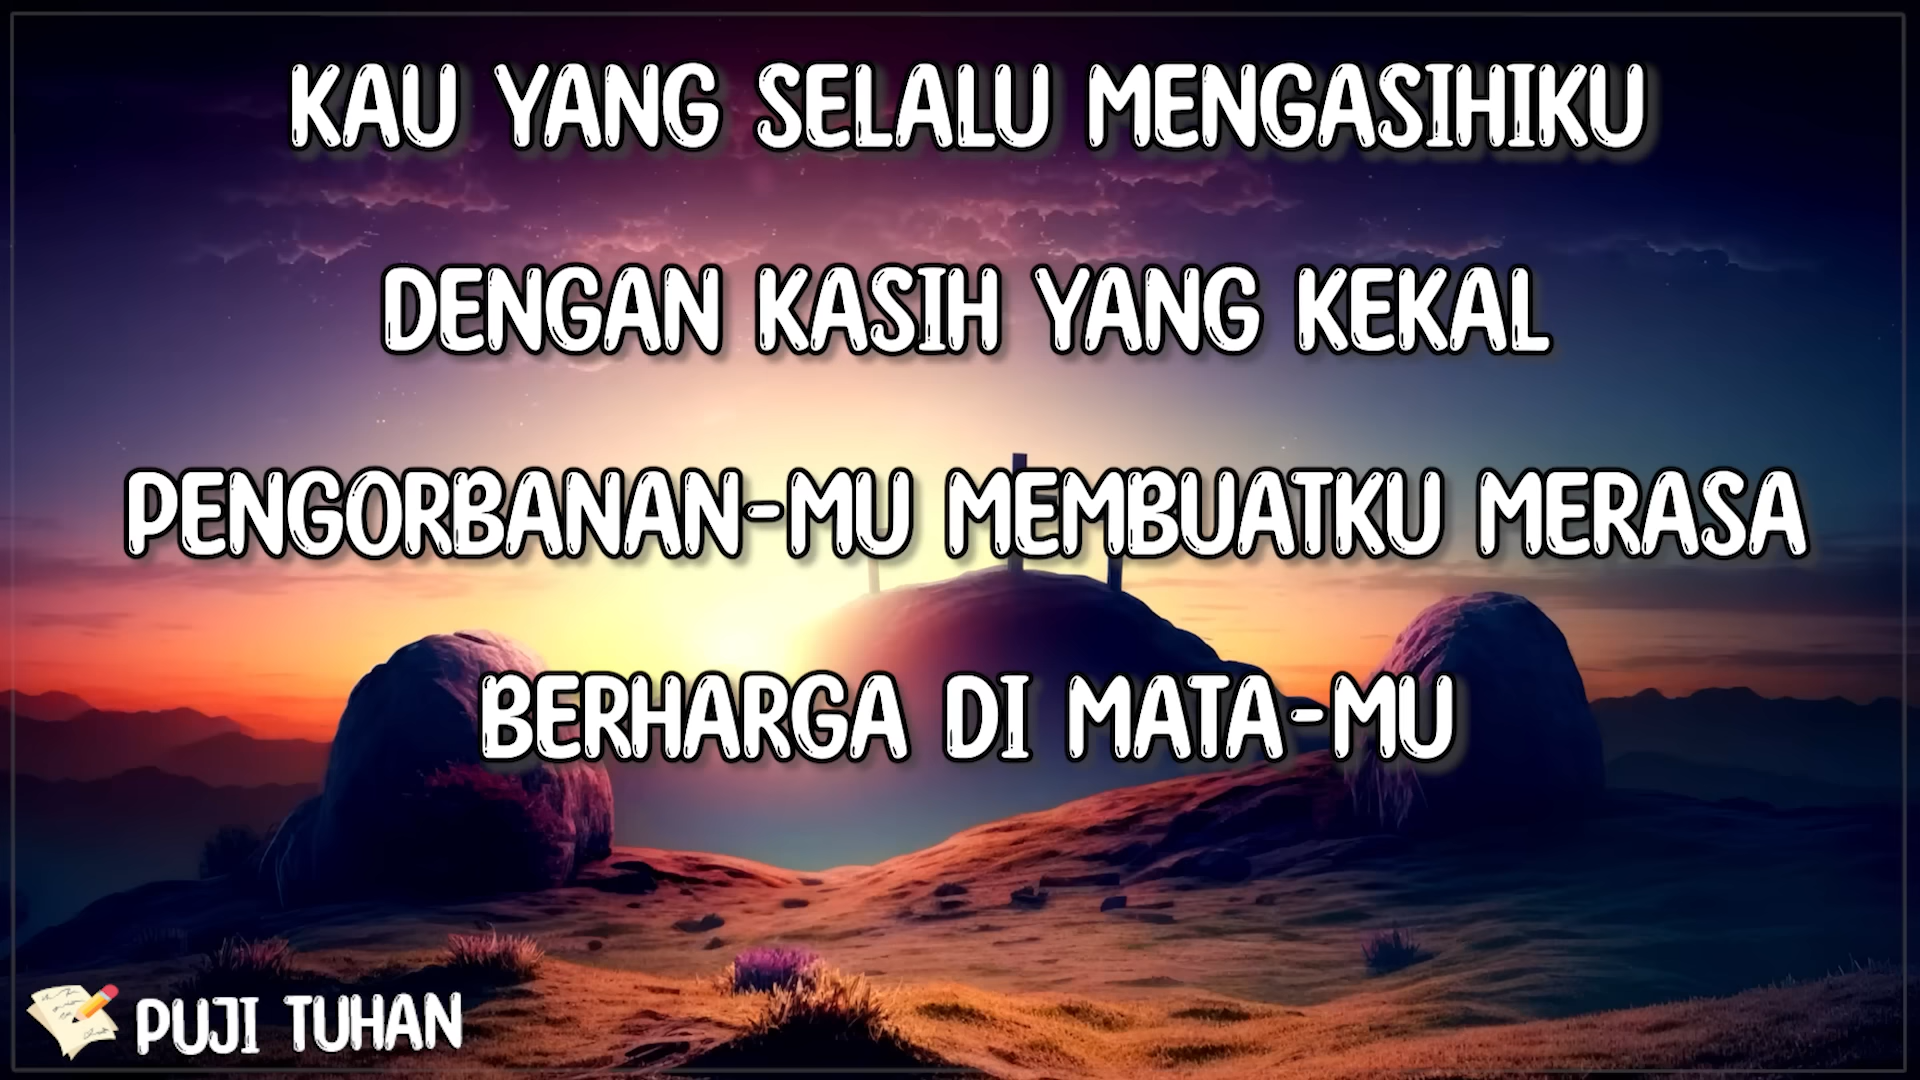 KAU YANG SELALU MENGASIHIKU
DENGAN KASIH YANG KEKAL
PENGORBANAN-MU MEMBUATKU MERASA
BERHARGA DI MATA-MU
PUJI TUHAN